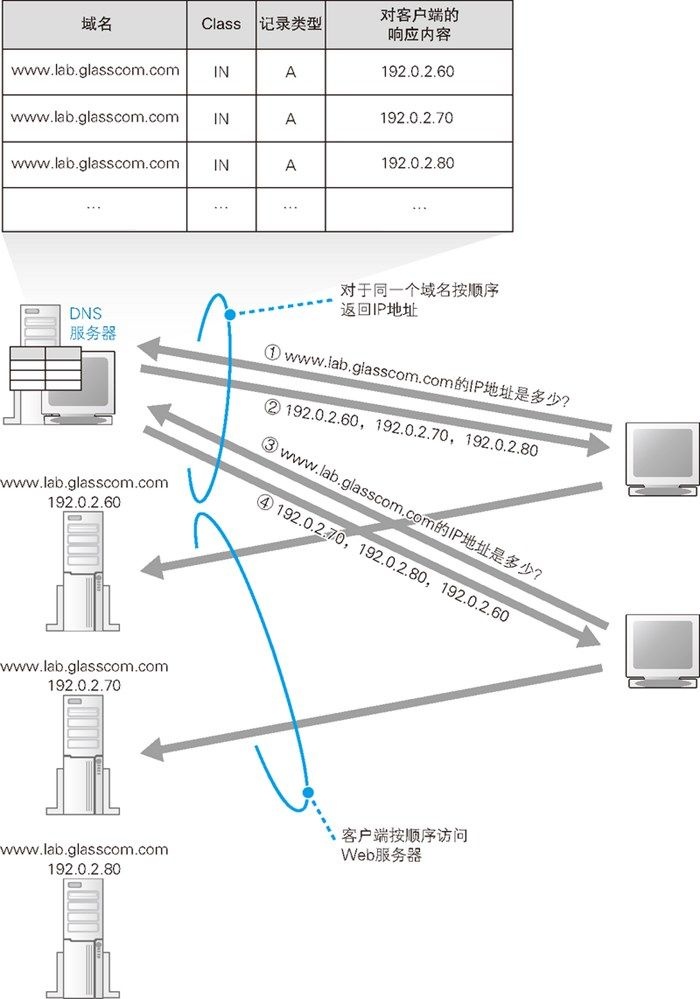 域名 Class 记录类型 对客户端的
响应内容
www.lab.glasscom.com IN A 192.0.2.60
www.lab.glasscom.com IN A 192.0.2.70
www.lab.glasscom.com IN A 192.0.2.80
… … … …
对于同一个域名按顺序
返回IP地址
DNS
服务器
① www.lab.glasscom.com的IP地址是多少?
② 192.0.2.60，192.0.2.70，192.0.2.80
③ www.lab.glasscom.com的IP地址是多少?
④ 192.0.2.70，192.0.2.80，192.0.2.60
www.lab.glasscom.com
192.0.2.60
www.lab.glasscom.com
192.0.2.70
客户端按顺序访问
Web服务器
www.lab.glasscom.com
192.0.2.80